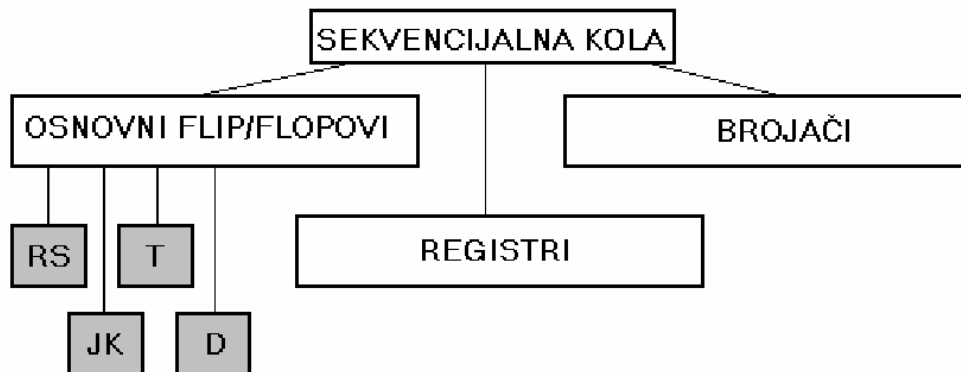 SEKVENCIJALNA KOLA
OSNOVNI FLIP/FLOPOVI
BROJAČI
REGISTRI
RS
T
JK
D